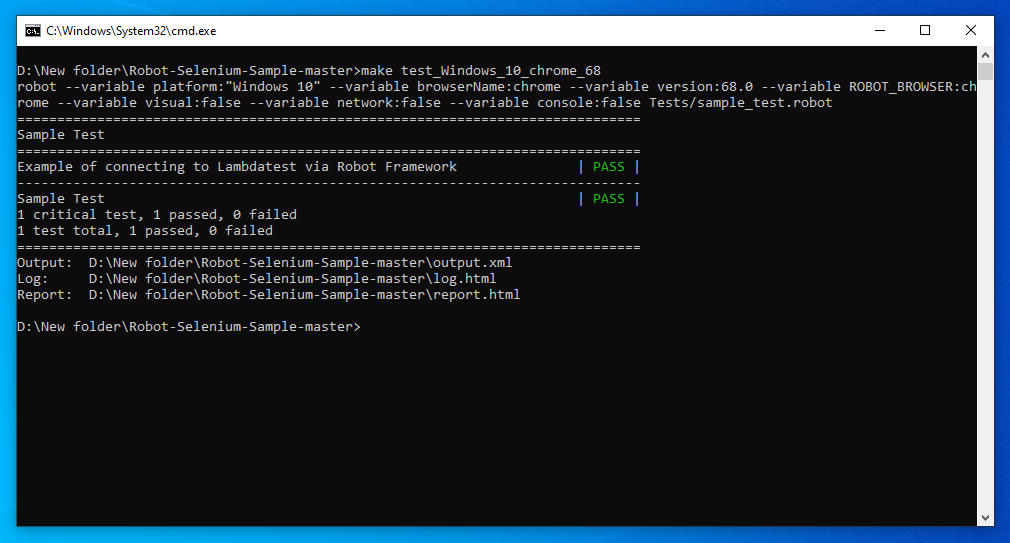 C:\Windows\System32\cmd.exe
D:\New folder\Robot-Selenium-Sample-master>make test_Windows_10_chrome_68
robot --variable platform:"Windows 10" --variable browserName:chrome --variable version:68.0 --variable ROBOT_BROWSER:ch
rome --variable visual:false --variable network:false --variable console:false Tests/sample_test.robot
==============================================================================
Sample Test
==============================================================================
Example of connecting to Lambdatest via Robot Framework               | PASS |
------------------------------------------------------------------------------
Sample Test                                                           | PASS |
1 critical test, 1 passed, 0 failed
1 test total, 1 passed, 0 failed
==============================================================================
Output:  D:\New folder\Robot-Selenium-Sample-master\output.xml
Log:     D:\New folder\Robot-Selenium-Sample-master\log.html
Report:  D:\New folder\Robot-Selenium-Sample-master\report.html
D:\New folder\Robot-Selenium-Sample-master>